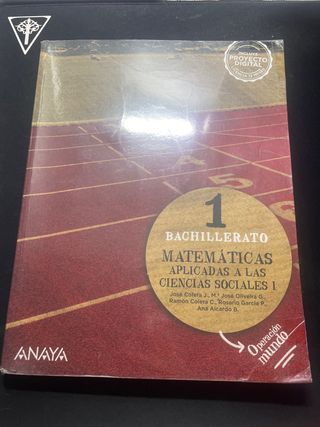 INCLUYE
PROYECTO
DIGITAL
1
BACHILLERATO
MATEMÁTICAS
APLICADAS A LAS
CIENCIAS SOCIALES I
José Colera J., M.ª José Oliveira G.,
Ramón Colera C., Rosario García P.,
Ana Aicardo B.
ANAYA
Operación
mundo